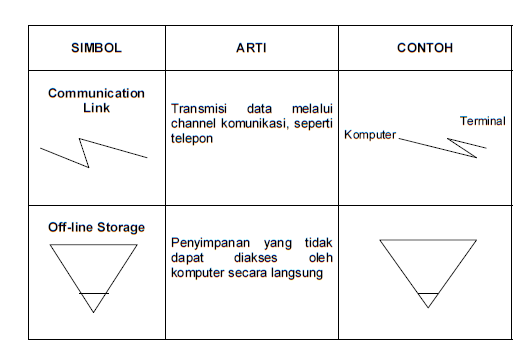 SIMBOL
ARTI
CONTOH
Communication
Link
Transmisi data melalui
channel komunikasi, seperti
telepon
Komputer
Terminal
Off-line Storage
Penyimpanan yang tidak
dapat diakses oleh
komputer secara langsung